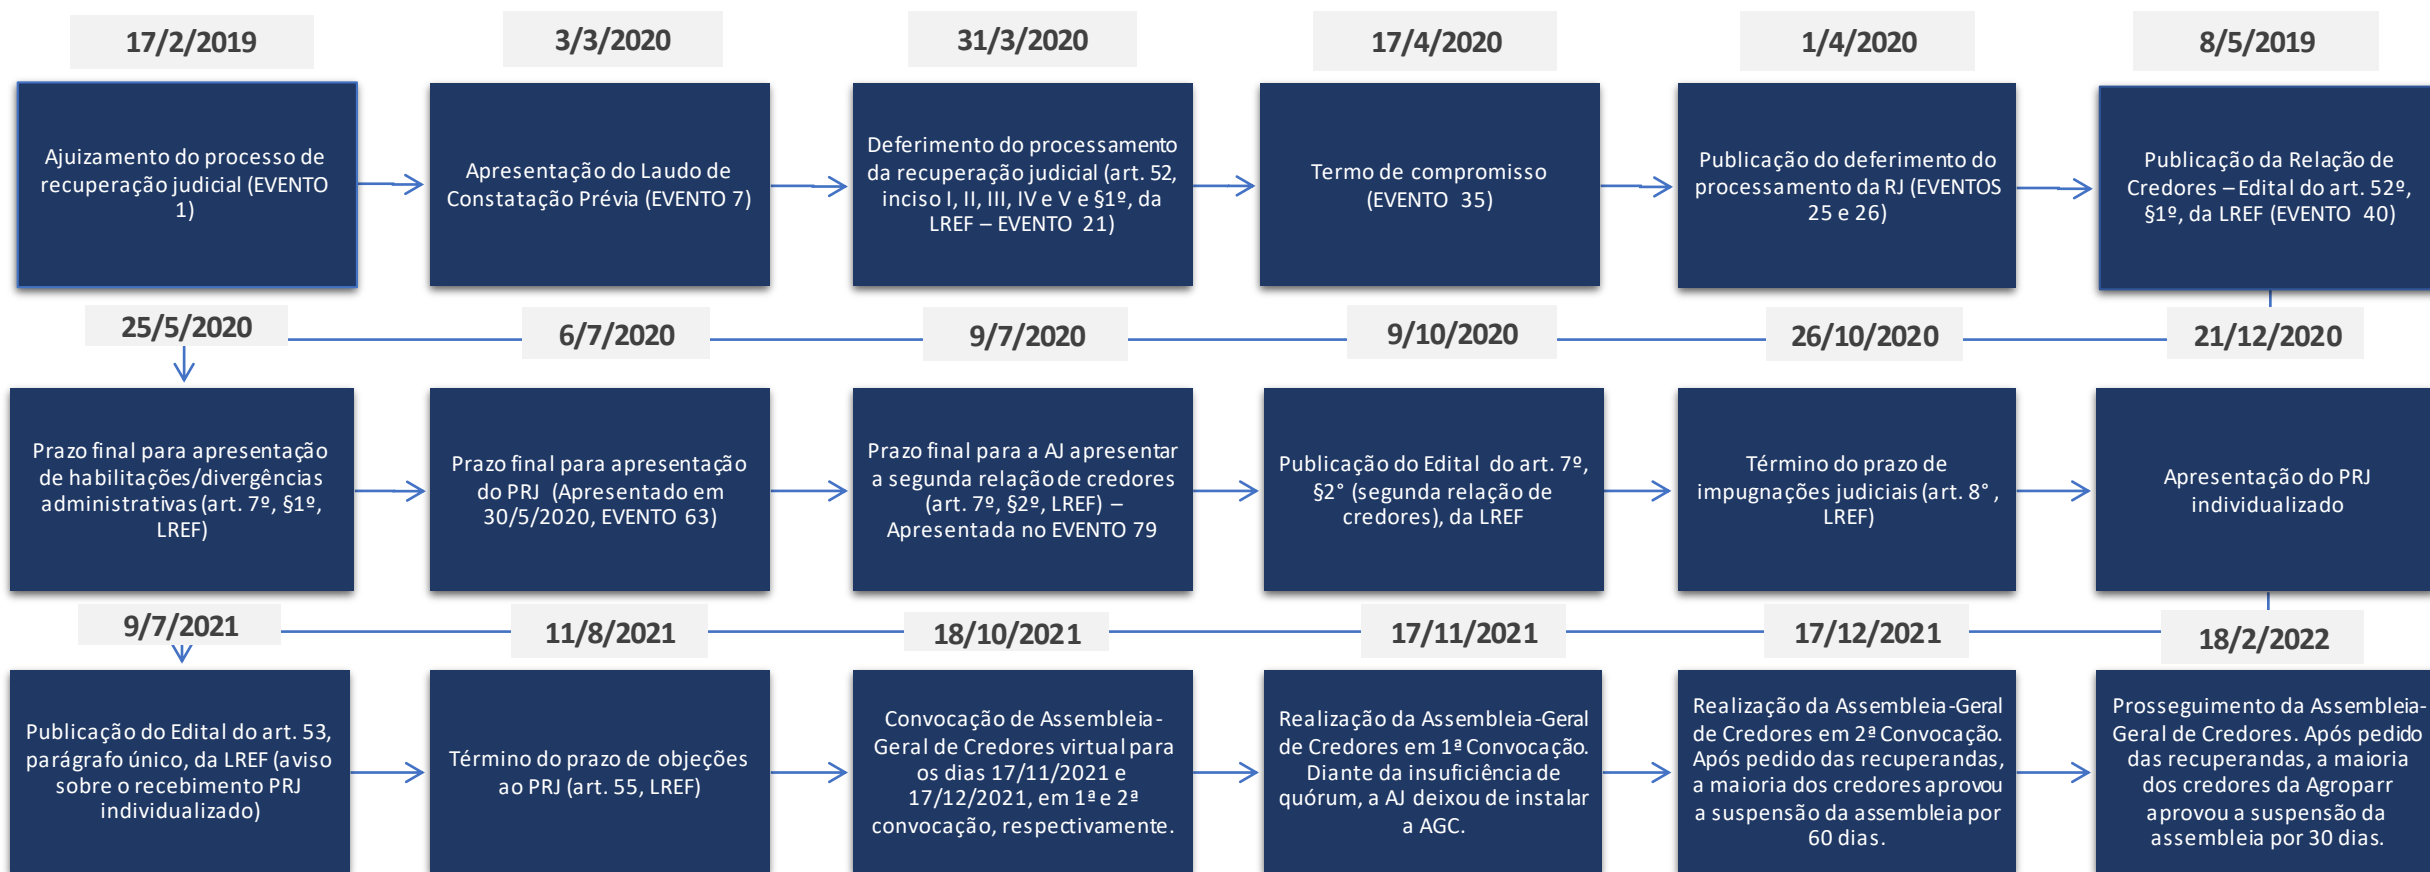 17/2/2019
3/3/2020
31/3/2020
17/4/2020
1/4/2020
8/5/2019
Ajuizamento do processo de
recuperação judicial (EVENTO
1)
Apresentação do Laudo de
Constatação Prévia (EVENTO 7)
Deferimento do processamento
da recuperação judicial (art. 52,
inciso I, II, III, IV e V e §1º, da
LREF – EVENTO 21)
Termo de compromisso
(EVENTO 35)
Publicação do deferimento do
processamento da RJ (EVENTOS
25 e 26)
Publicação da Relação de
Credores – Edital do art. 52º,
§1º, da LREF (EVENTO 40)
25/5/2020
6/7/2020
9/7/2020
9/10/2020
26/10/2020
21/12/2020
Prazo final para apresentação
de habilitações/divergências
administrativas (art. 7º, §1º,
LREF)
Prazo final para apresentação
do PRJ (Apresentado em
30/5/2020, EVENTO 63)
Prazo final para a AJ apresentar
a segunda relação de credores
(art. 7º, §2º, LREF) –
Apresentada no EVENTO 79
Publicação do Edital do art. 7º,
§2° (segunda relação de
credores), da LREF
Término do prazo de
impugnações judiciais (art. 8° ,
LREF)
Apresentação do PRJ
individualizado
9/7/2021
11/8/2021
18/10/2021
17/11/2021
17/12/2021
18/2/2022
Publicação do Edital do art. 53,
parágrafo único, da LREF (aviso
sobre o recebimento PRJ
individualizado)
Término do prazo de objeções
ao PRJ (art. 55, LREF)
Convocação de Assembleia-
Geral de Credores virtual para
os dias 17/11/2021 e
17/12/2021, em 1ª e 2ª
convocação, respectivamente.
Realização da Assembleia-Geral
de Credores em 1ª Convocação.
Diante da insuficiência de
quórum, a AJ deixou de instalar
a AGC.
Realização da Assembleia-Geral
de Credores em 2ª Convocação.
Após pedido das recuperandas,
a maioria dos credores aprovou
a suspensão da assembleia por
60 dias.
Prosseguimento da Assembleia-
Geral de Credores. Após pedido
das recuperandas, a maioria
dos credores da Agroparr
aprovou a suspensão da
assembleia por 30 dias.